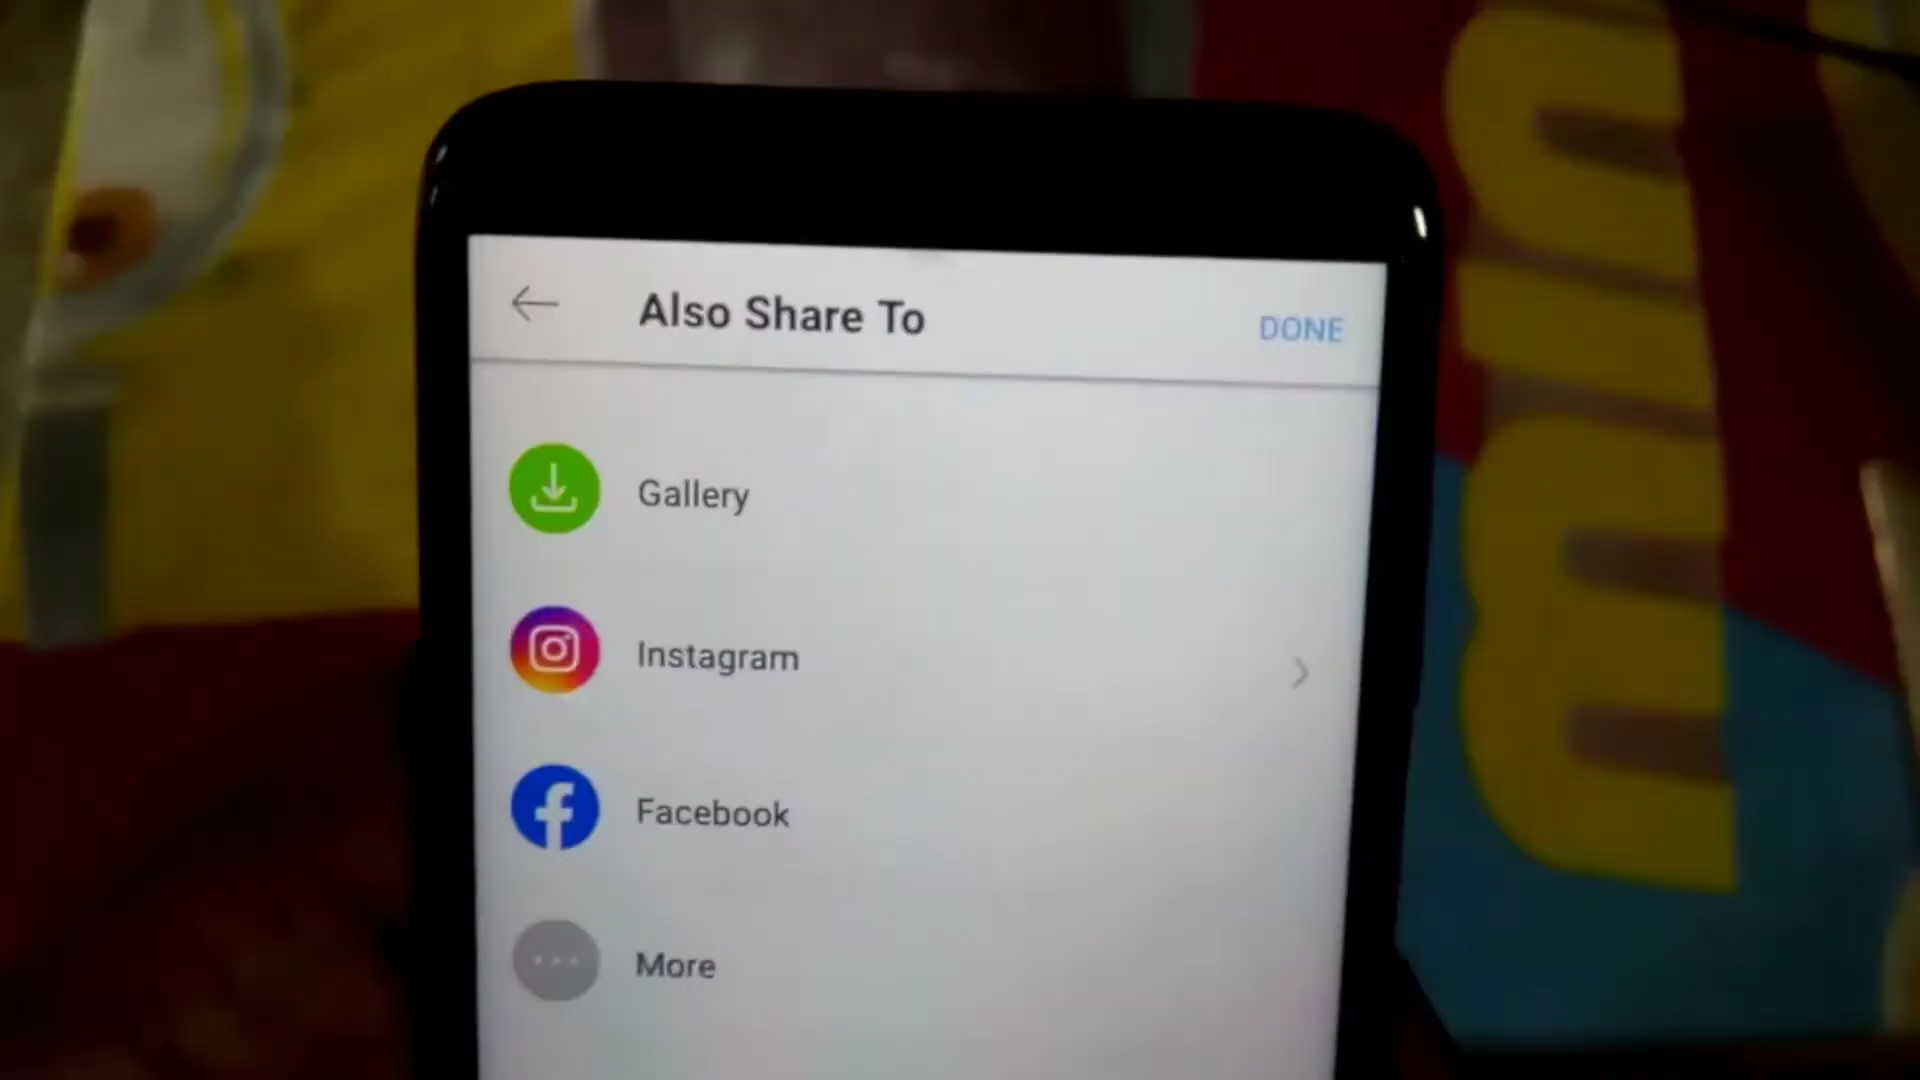 Also Share To
DONE
Gallery
Instagram
Facebook
More